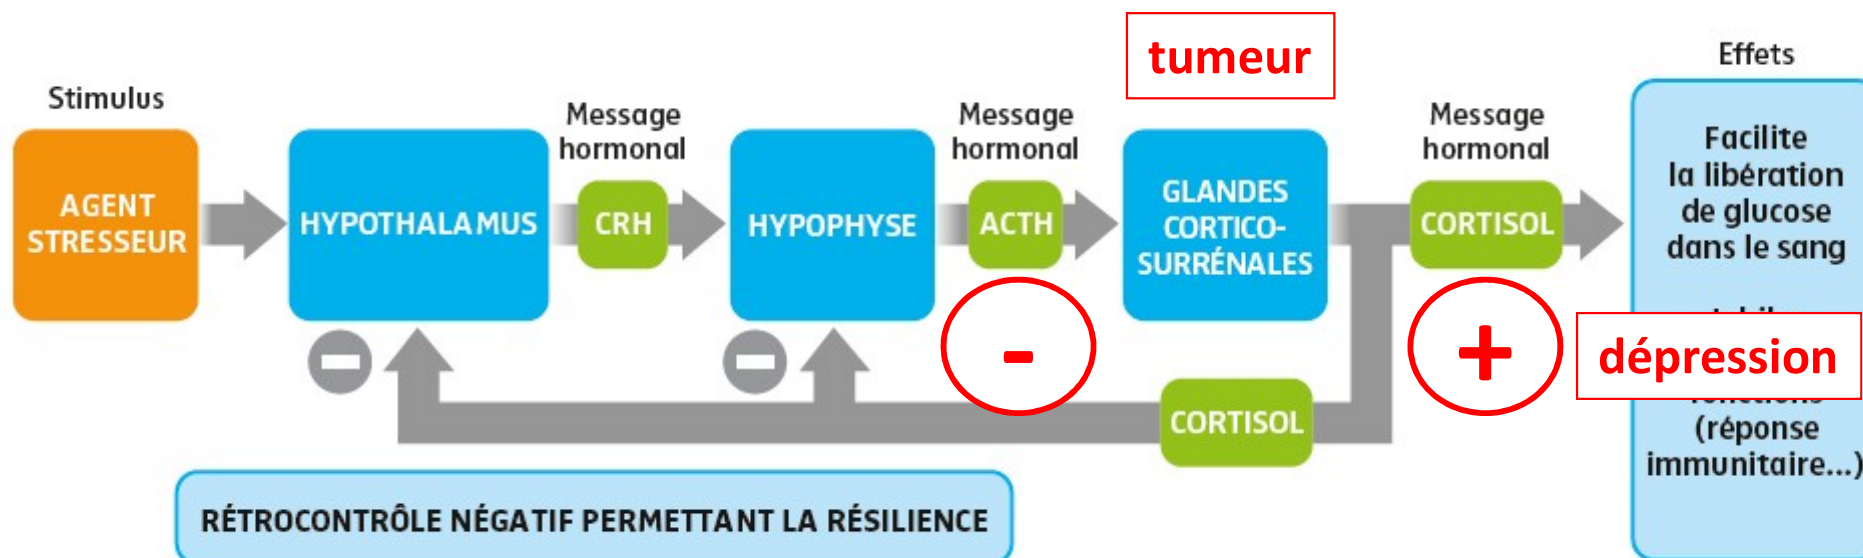 tumeur
Effets
Stimulus
Message
hormonal
Message
hormonal
Message
hormonal
AGENT
STRESSEUR
HYPOTHALAMUS
CRH
HYPOPHYSE
ACTH
GLANDES
CORTICO-
SURRÉNALES
CORTISOL
Facilite
la libération
de glucose
dans le sang
-
+
dépression
(réponse
immunitaire...)
CORTISOL
RÉTROCONTRÔLE NÉGATIF PERMETTANT LA RÉSILIENCE